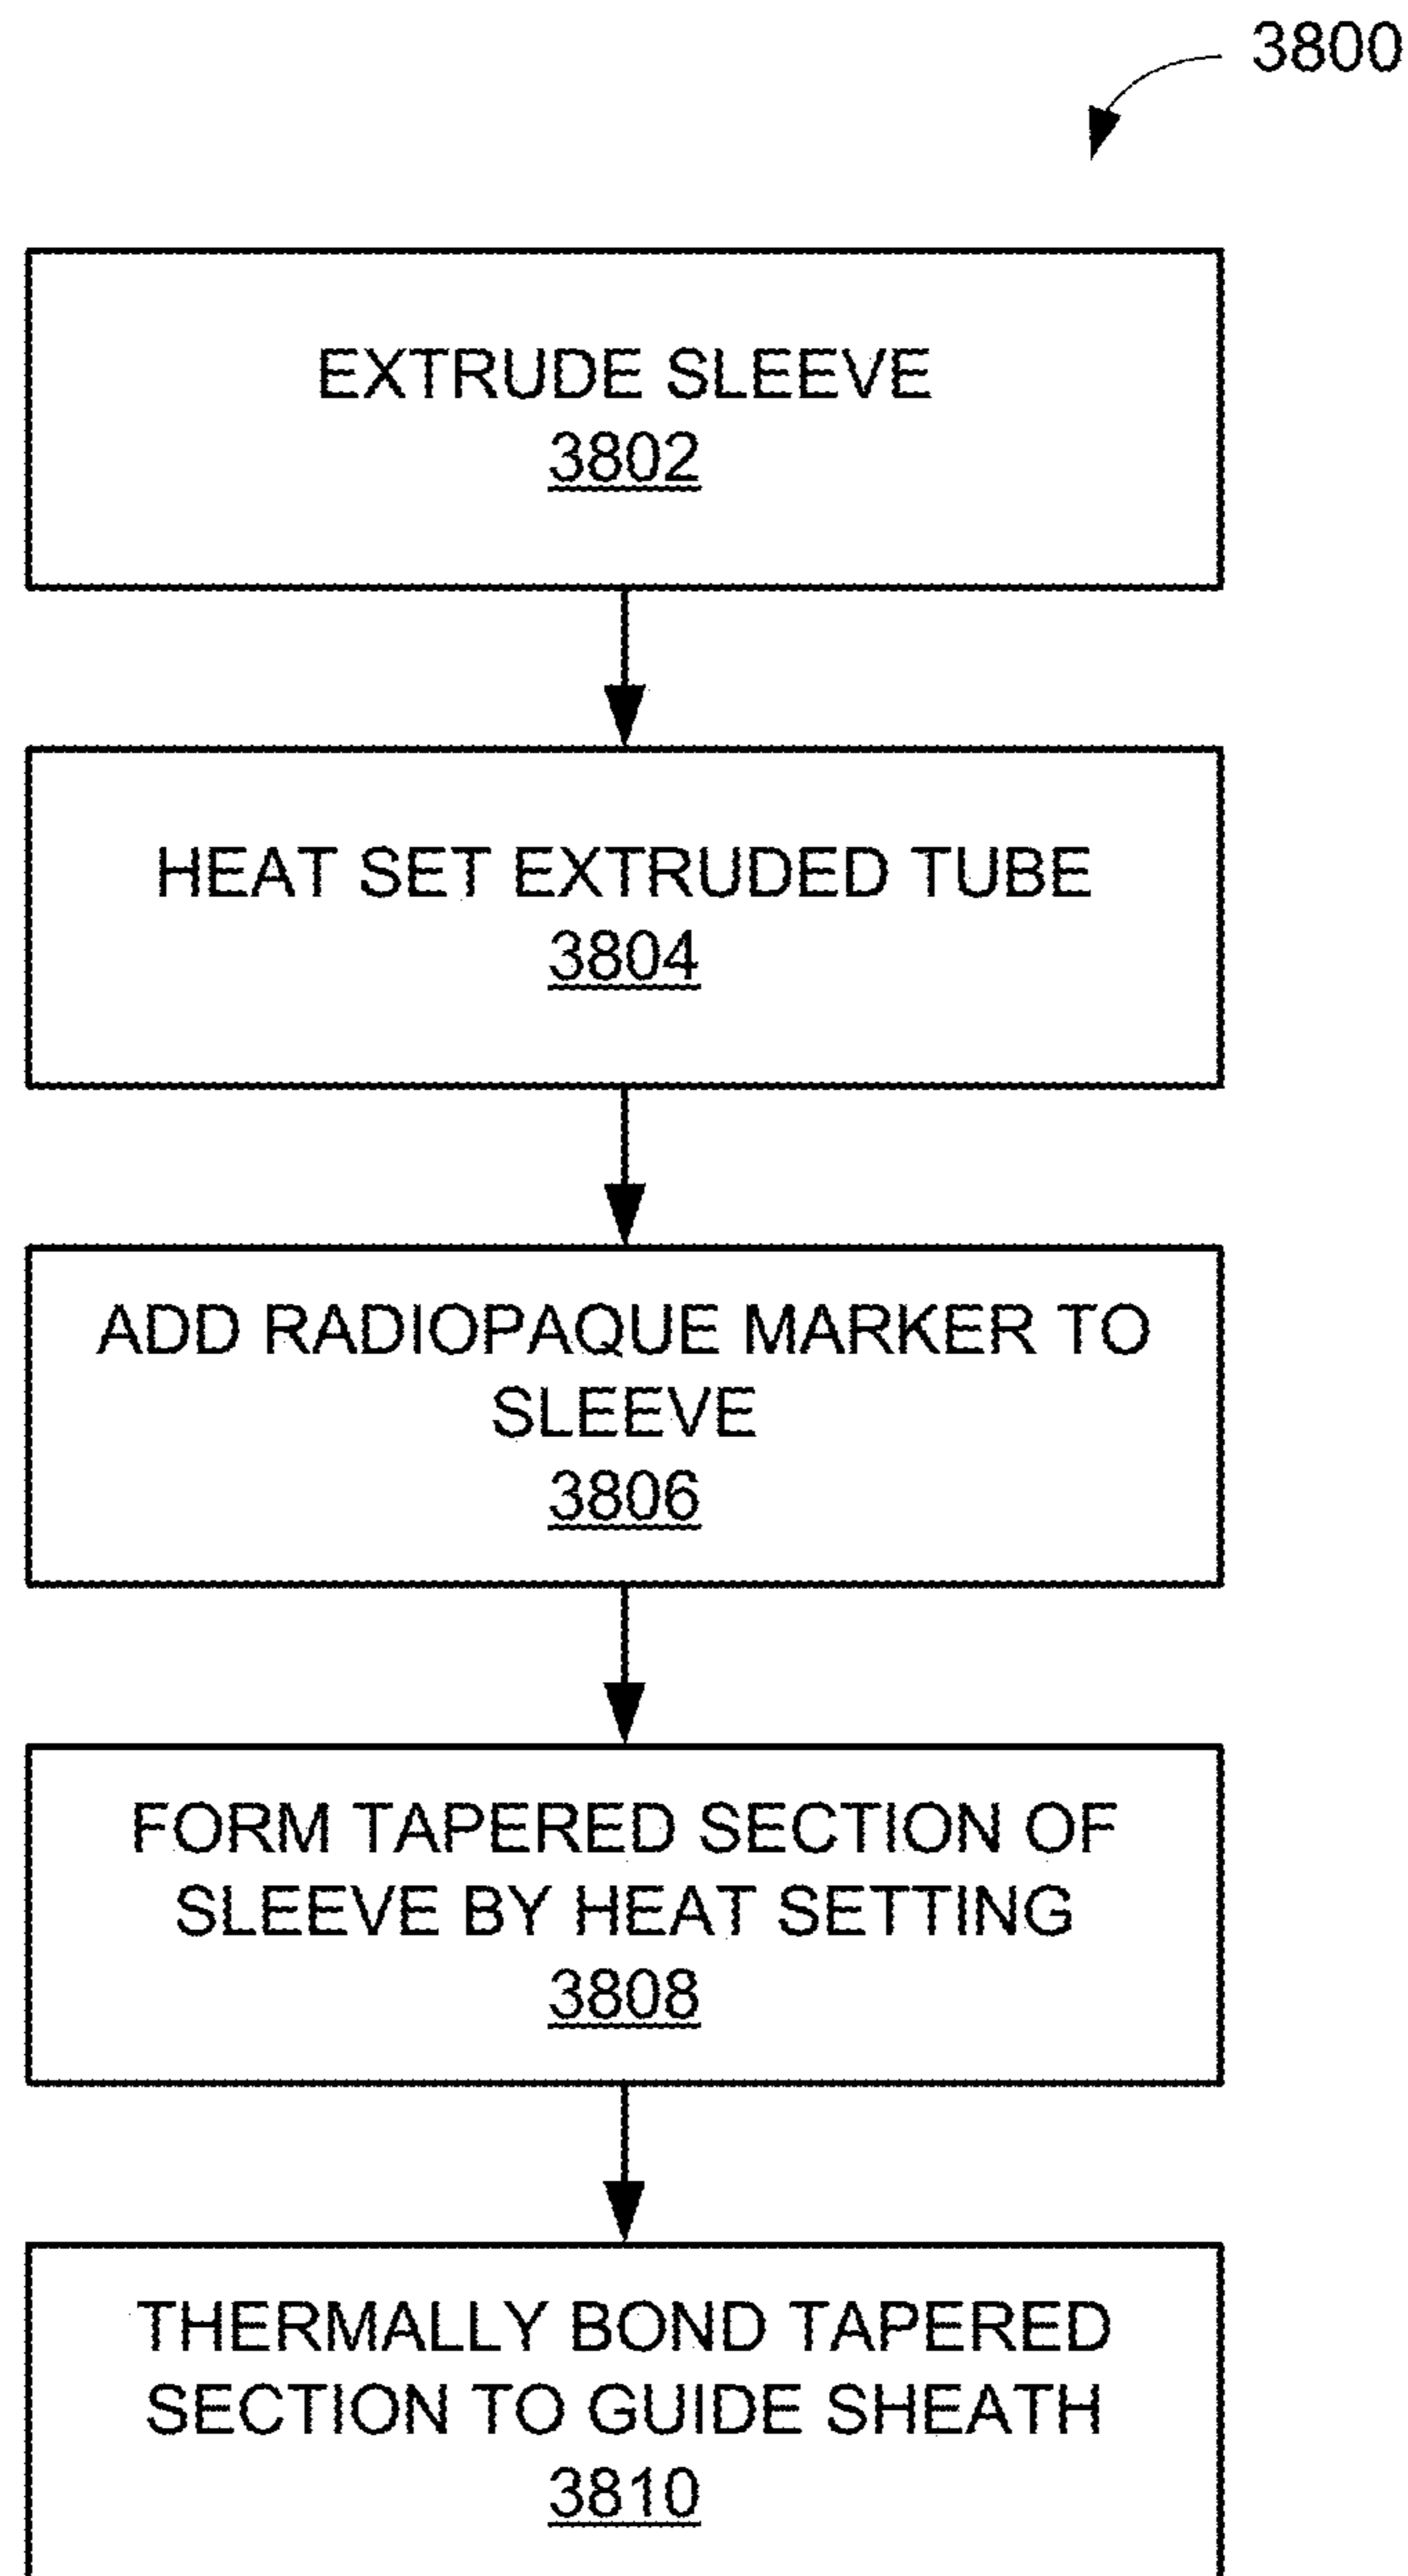 3800
EXTRUDE SLEEVE
3802
HEAT SET EXTRUDED TUBE
3804
ADD RADIOPAQUE MARKER TO
SLEEVE
3806
FORM TAPERED SECTION OF
SLEEVE BY HEAT SETTING
3808
THERMALLY BOND TAPERED
SECTION TO GUIDE SHEATH
3810